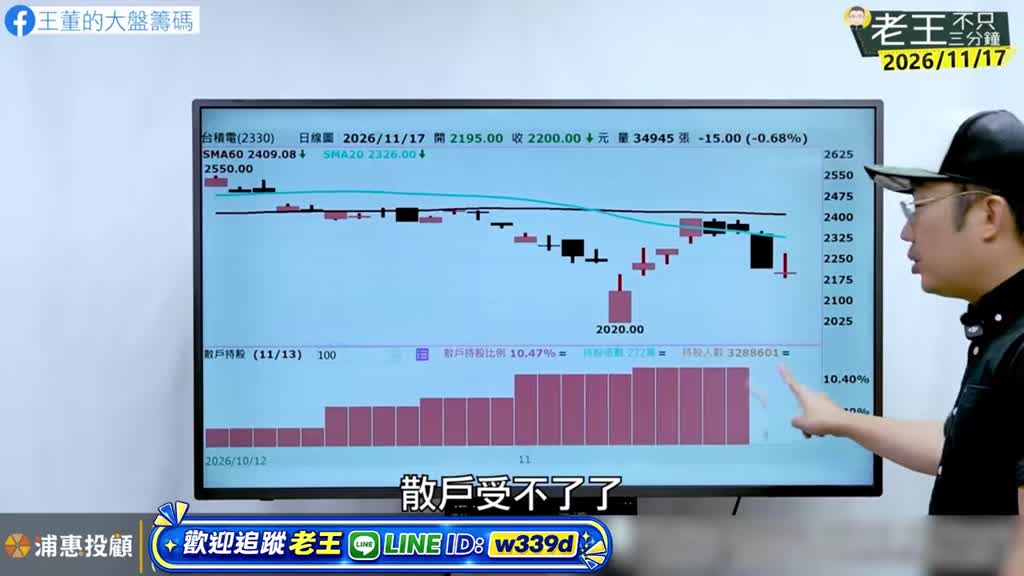 王董的大盤籌碼
老王 不只三分鐘
2026/11/17
台積電(2330) 日線圖 2026/11/17 開 2195.00 收 2200.00↓ 元 量 34945 張 -15.00 (-0.68%)
SMA60 2409.08↓ SMA20 2326.00↓
2550.00
2625
2550
2475
2400
2325
2250
2175
2100
2025
2020.00
散戶持股 (11/13) 100 散戶持股比例 10.47% = 持股人數 3288601 =
10.40%
2026/10/12 11
散戶受不了了
浦惠投顧
歡迎追蹤 老王 LINE LINE ID: w339d